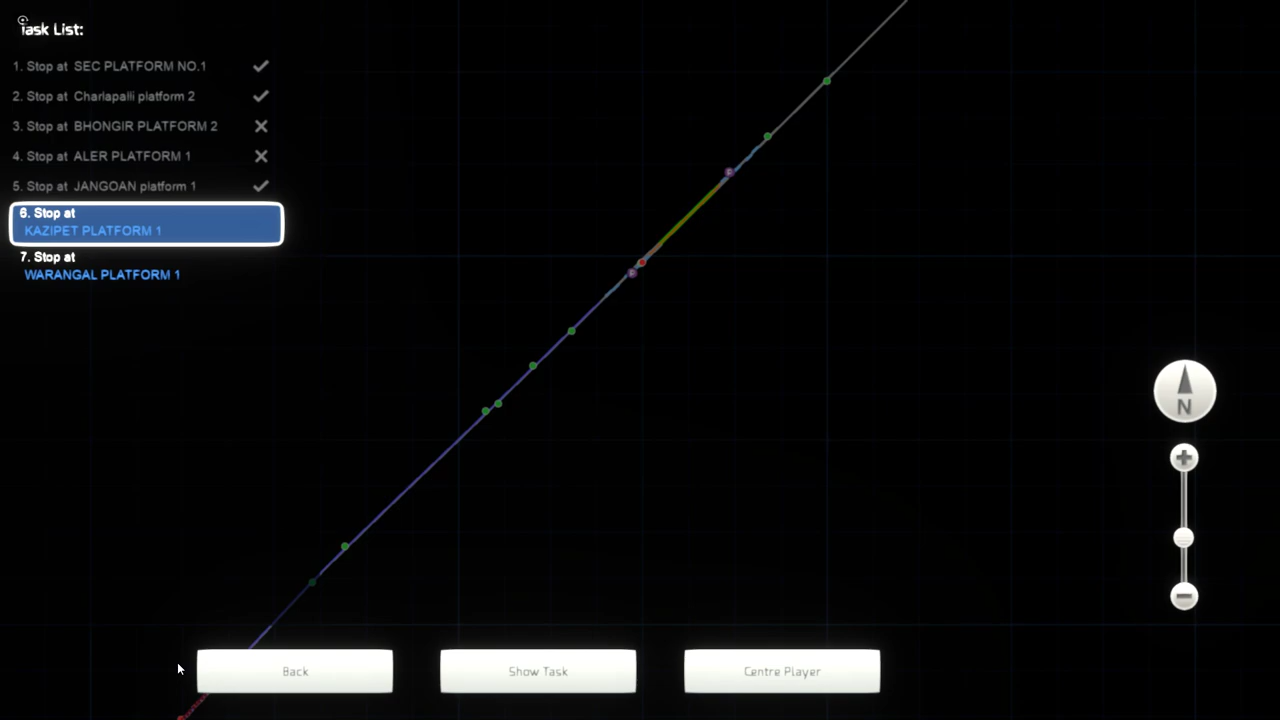 Task List:
1. Stop at SEC PLATFORM NO.1
2. Stop at Charlapalli platform 2
3. Stop at BHONGIR PLATFORM 2
4. Stop at ALER PLATFORM 1
5. Stop at JANGOAN platform 1
6. Stop at
KAZIPET PLATFORM 1
7. Stop at
WARANGAL PLATFORM 1
N
Back
Show Task
Centre Player